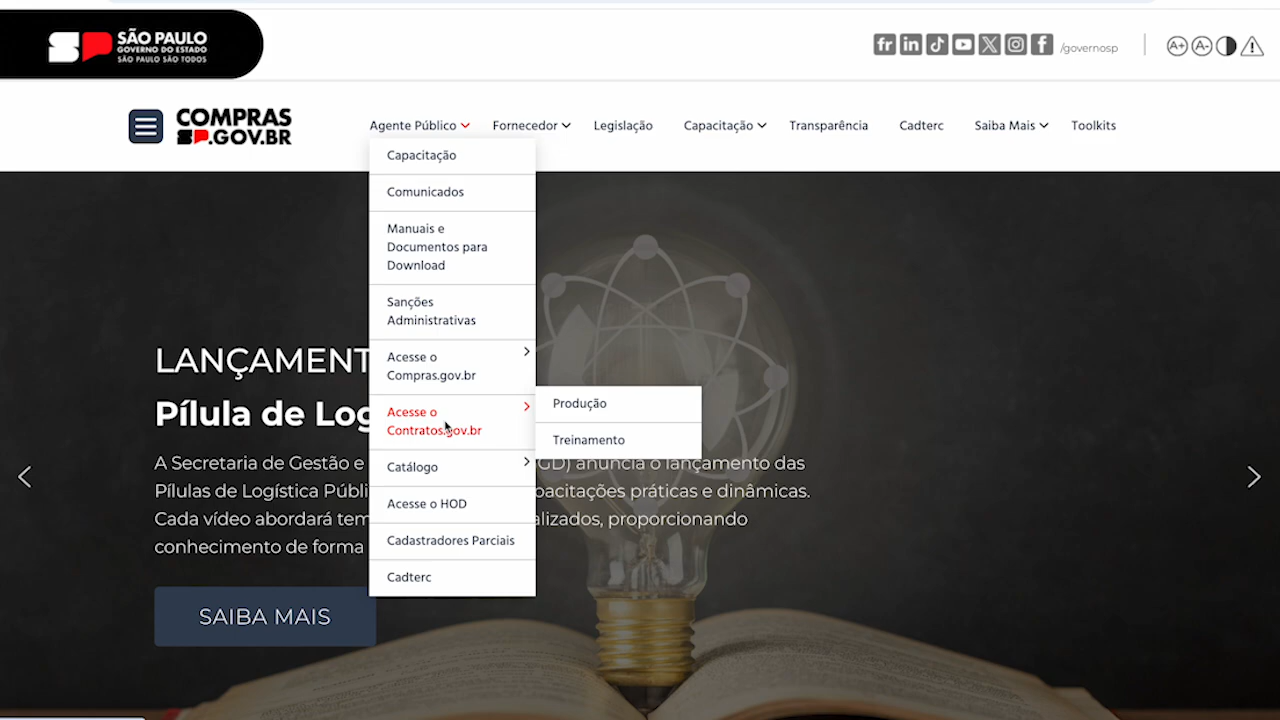 SÃO PAULO
GOVERNO DO ESTADO
SÃO PAULO SÃO TODOS
/governosp
A+
A-
COMPRAS
SP.GOV.BR
Agente Público
Fornecedor
Legislação
Capacitação
Transparência
Cadterc
Saiba Mais
Toolkits
Capacitação
Comunicados
Manuais e
Documentos para
Download
Sanções
Administrativas
Acesse o
Compras.gov.br
Acesse o
Contratos.gov.br
Produção
Treinamento
Catálogo
Acesse o HOD
Cadastradores Parciais
Cadterc
LANÇAMENT
Pílula de Log
A Secretaria de Gestão e GD) anuncia o lançamento das
Pílulas de Logística Públi pacitações práticas e dinâmicas.
Cada vídeo abordará tem alizados, proporcionando
conhecimento de forma
SAIBA MAIS